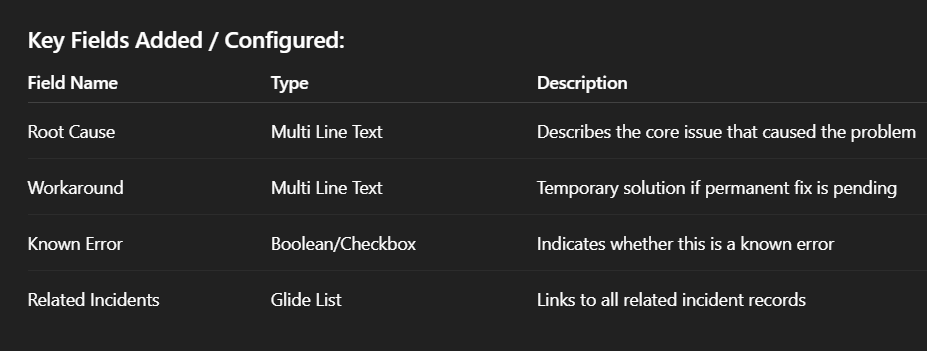 Key Fields Added / Configured:
Field Name Type Description
Root Cause Multi Line Text Describes the core issue that caused the problem
Workaround Multi Line Text Temporary solution if permanent fix is pending
Known Error Boolean/Checkbox Indicates whether this is a known error
Related Incidents Glide List Links to all related incident records